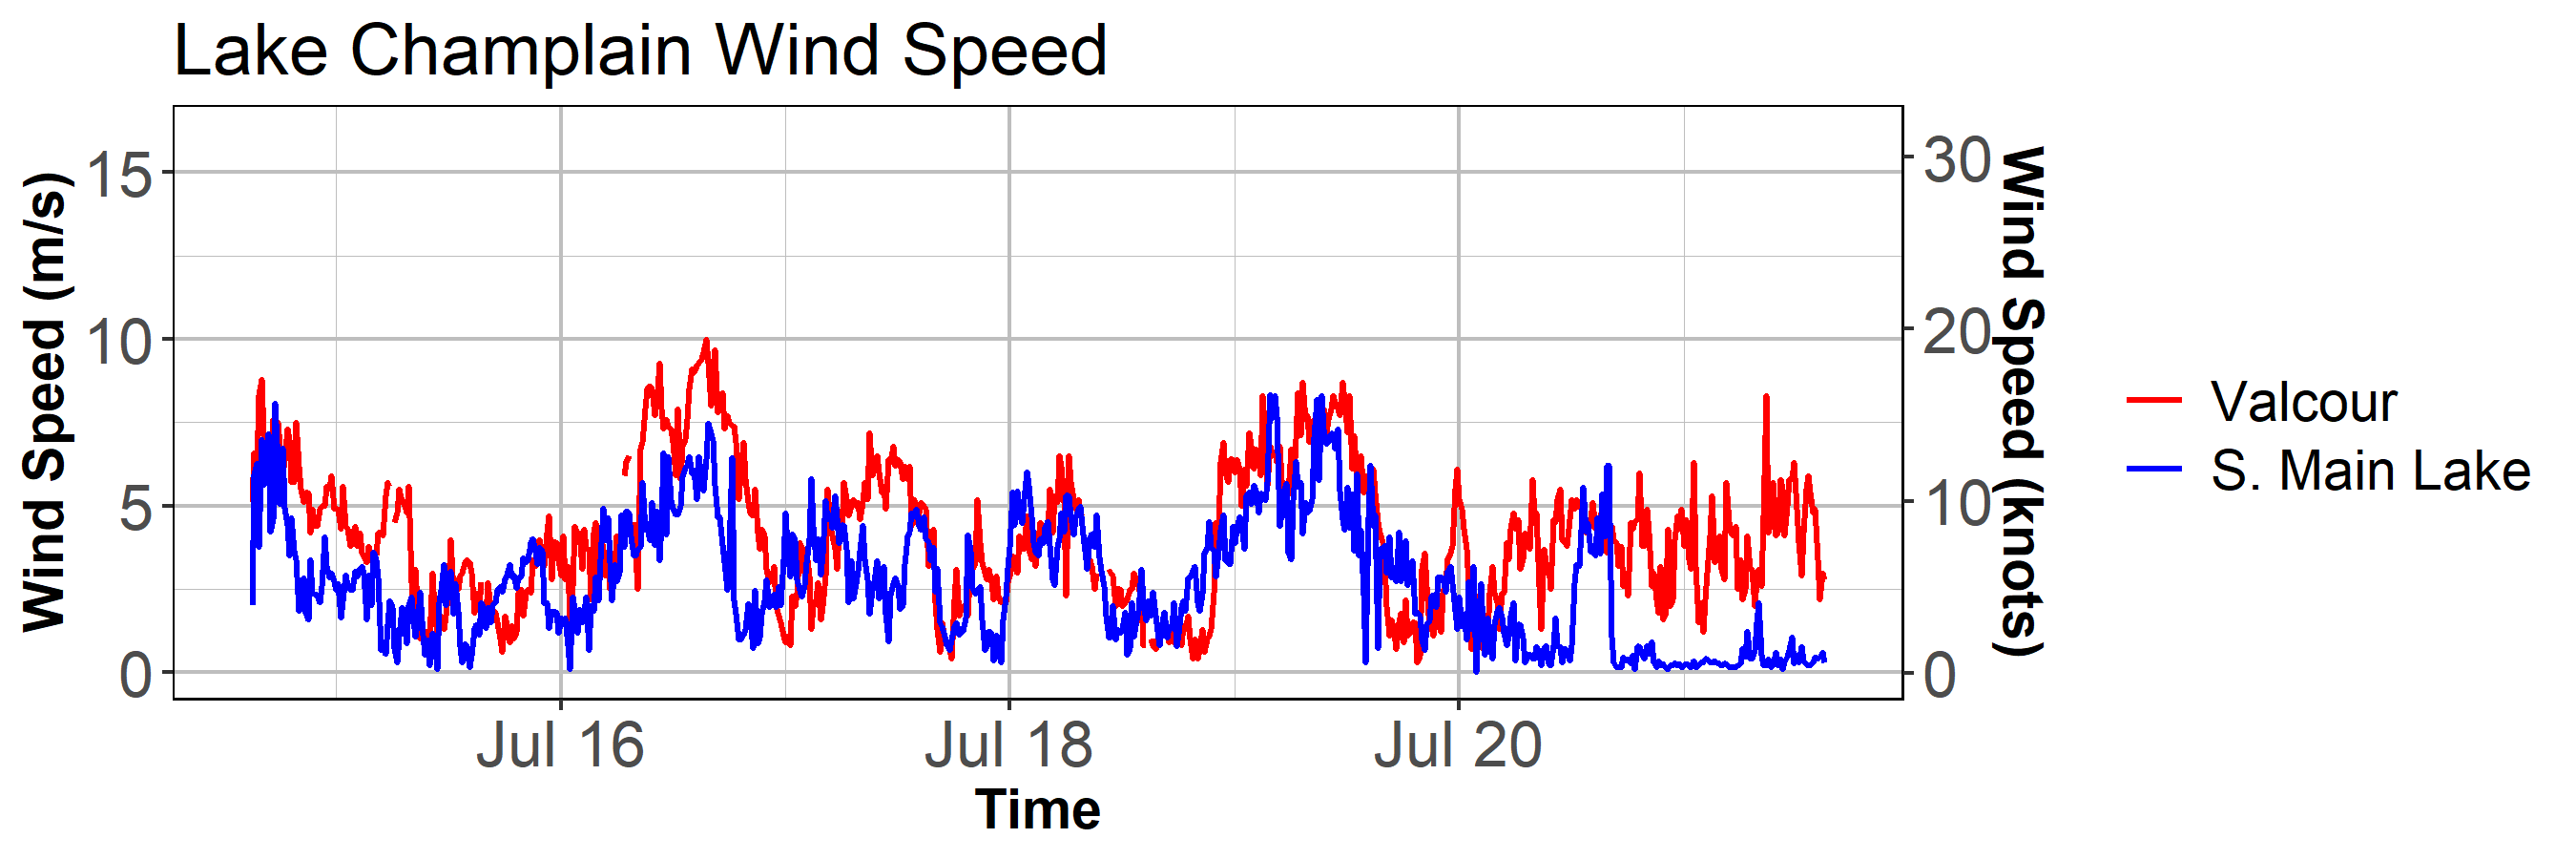 Lake Champlain Wind Speed
Wind Speed (m/s)
15
10
5
0
30
20
10
0
Wind Speed (knots)
Jul 16
Jul 18
Jul 20
Time
Valcour
S. Main Lake